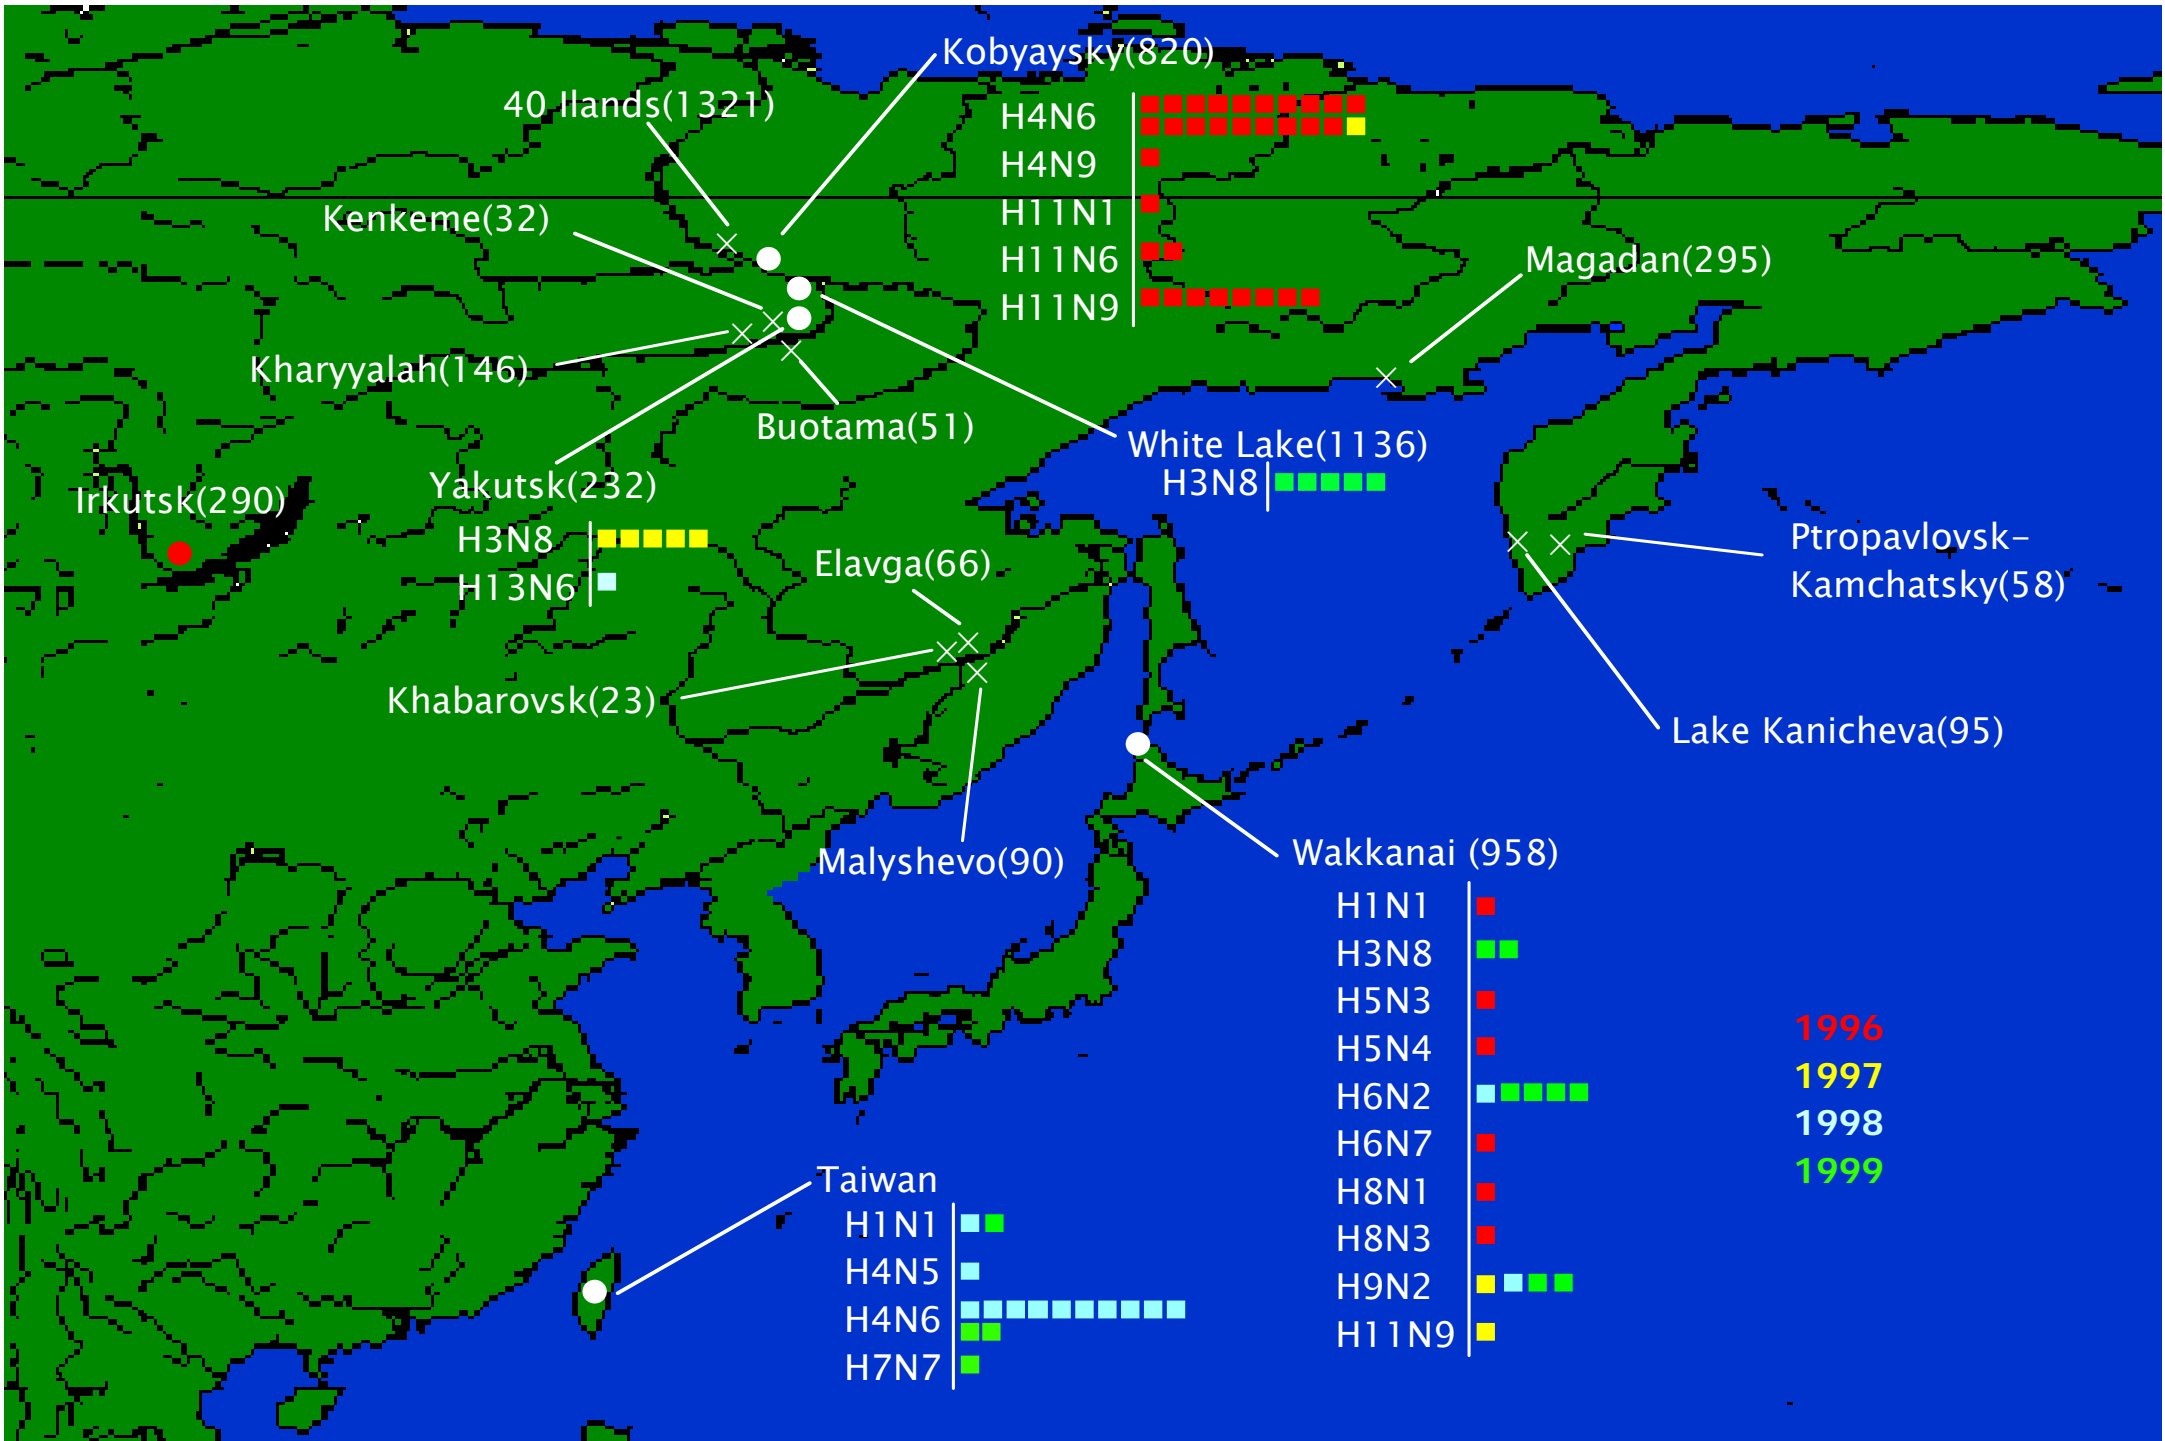 Kobyaysky(820)
40 Ilands(1321)
H4N6
H4N9
Kenkeme(32)
H11N1
H11N6
Magadan(295)
H11N9
Kharyyalah(146)
Buotama(51)
White Lake(1136)
H3N8
Irkutsk(290)
Yakutsk(232)
H3N8
H13N6
Elavga(66)
Ptropavlovsk-
Kamchatsky(58)
Khabarovsk(23)
Lake Kanicheva(95)
Malyshevo(90)
Wakkanai (958)
H1N1
H3N8
H5N3
H5N4
H6N2
H6N7
H8N1
H8N3
H9N2
H11N9
1996
1997
1998
1999
Taiwan
H1N1
H4N5
H4N6
H7N7